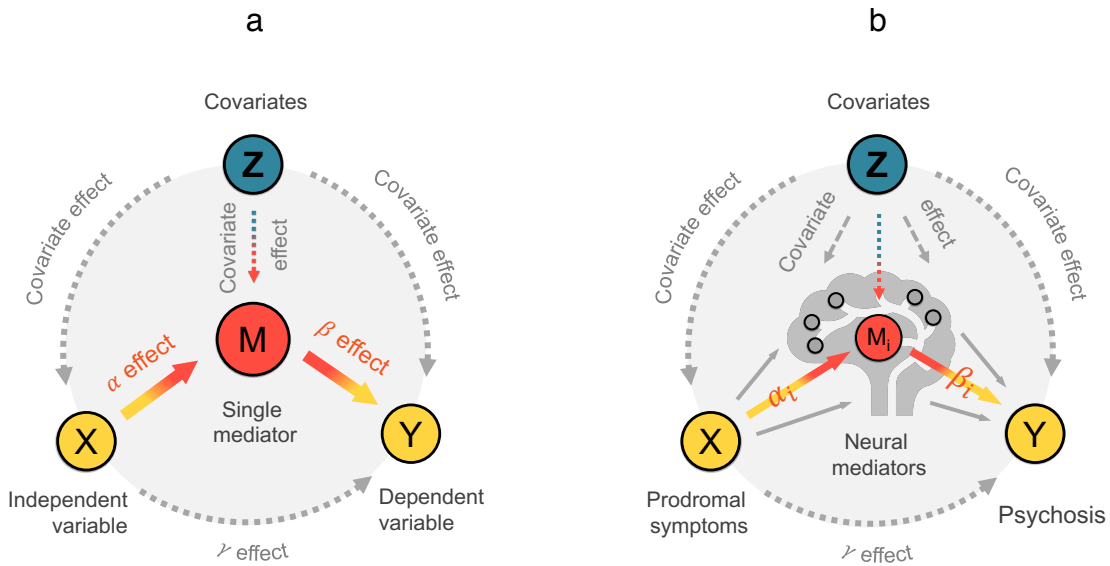 a
Covariates
Z
Covariate effect
Covariate effect
Covariate
effect
M
α effect
β effect
Single
mediator
X
Y
Independent
variable
Dependent
variable
γ effect
b
Covariates
Z
Covariate effect
Covariate effect
Covariate
effect
Mi
αi
βi
X
Y
Neural
mediators
Prodromal
symptoms
Psychosis
γ effect